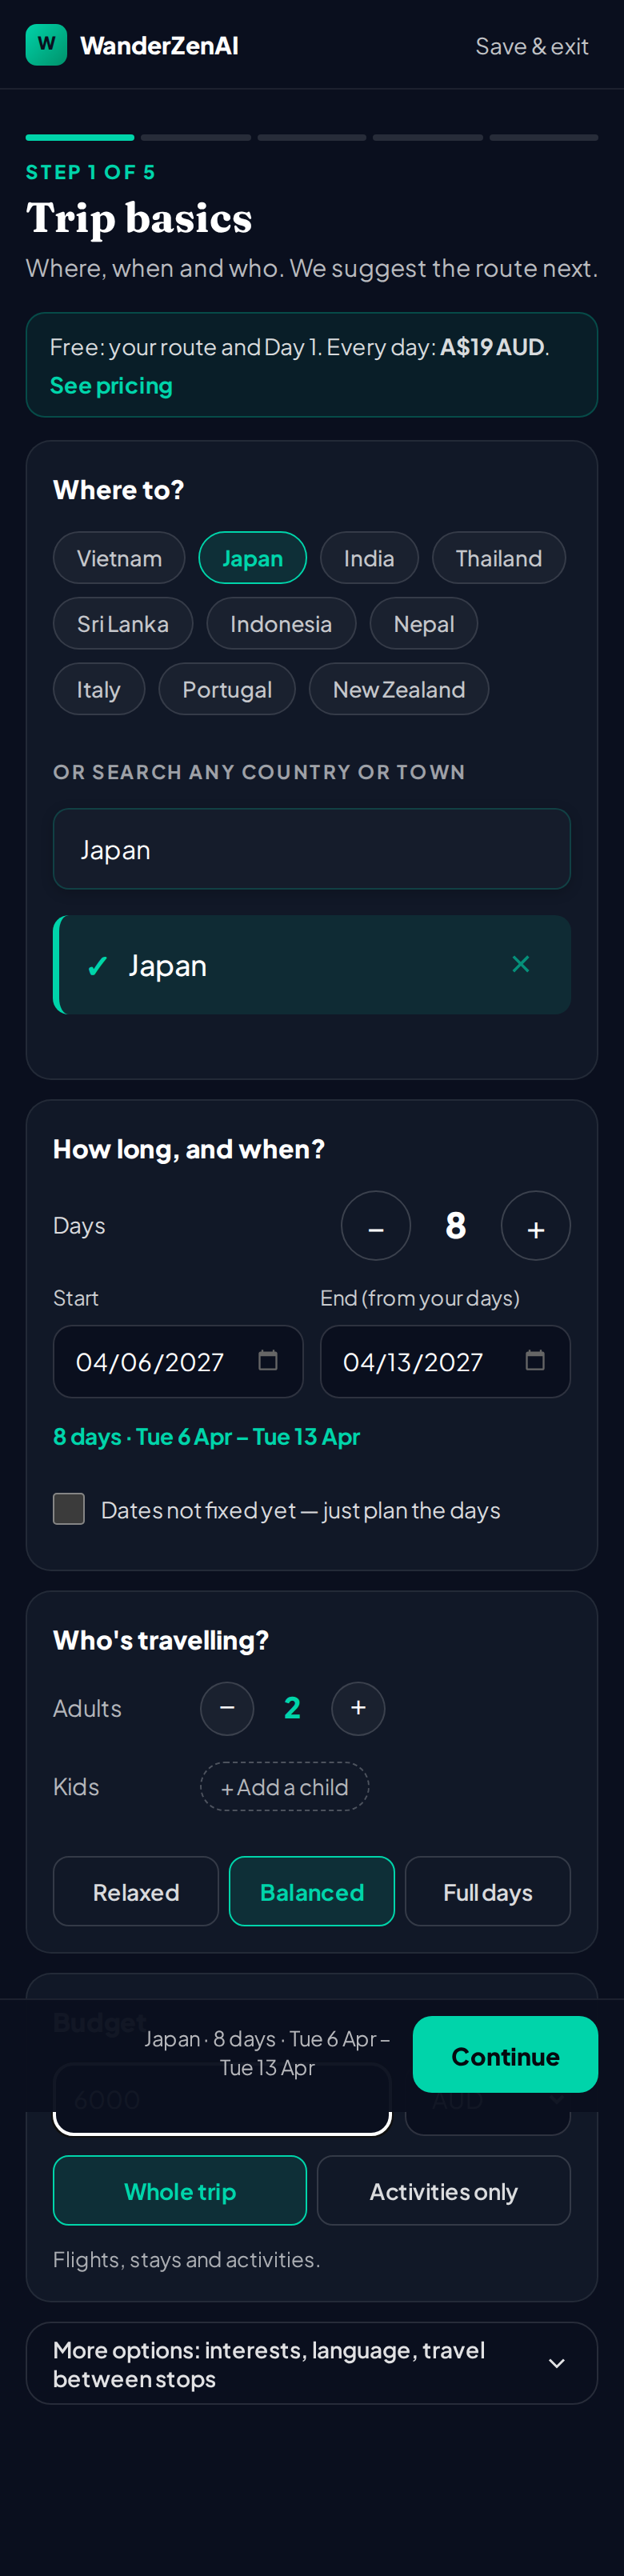 W WanderZenAI Save & exit
STEP 1 OF 5
Trip basics
Where, when and who. We suggest the route next.
Free: your route and Day 1. Every day: A$19 AUD.
See pricing
Where to?
Vietnam Japan India Thailand
Sri Lanka Indonesia Nepal
Italy Portugal New Zealand
OR SEARCH ANY COUNTRY OR TOWN
Japan
✓ Japan ✕
How long, and when?
Days − 8 +
Start End (from your days)
04/06/2027 04/13/2027
8 days · Tue 6 Apr – Tue 13 Apr
Dates not fixed yet — just plan the days
Who's travelling?
Adults − 2 +
Kids + Add a child
Relaxed Balanced Full days
Budget
Japan · 8 days · Tue 6 Apr –
Tue 13 Apr
Continue
6000 AUD
Whole trip Activities only
Flights, stays and activities.
More options: interests, language, travel
between stops